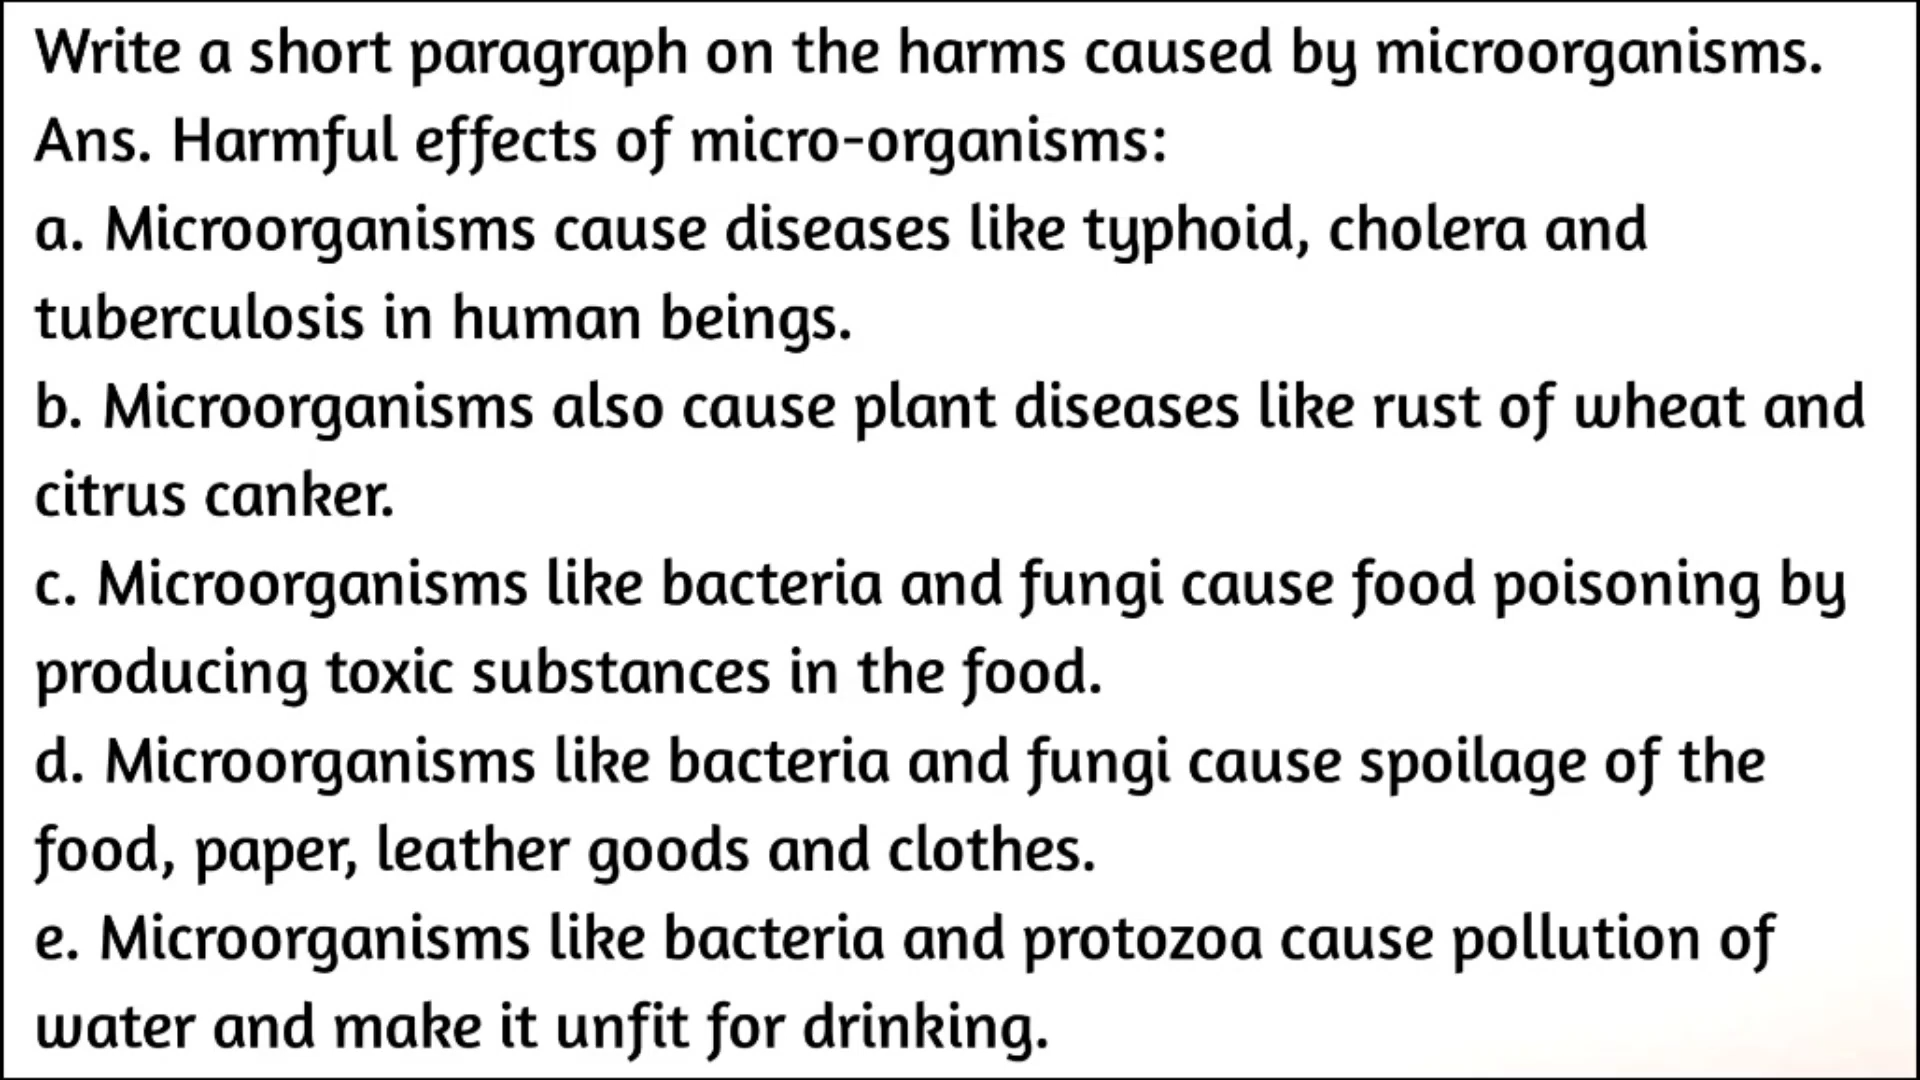 Write a short paragraph on the harms caused by microorganisms.
Ans. Harmful effects of micro-organisms:
a. Microorganisms cause diseases like typhoid, cholera and
tuberculosis in human beings.
b. Microorganisms also cause plant diseases like rust of wheat and
citrus canker.
c. Microorganisms like bacteria and fungi cause food poisoning by
producing toxic substances in the food.
d. Microorganisms like bacteria and fungi cause spoilage of the
food, paper, leather goods and clothes.
e. Microorganisms like bacteria and protozoa cause pollution of
water and make it unfit for drinking.